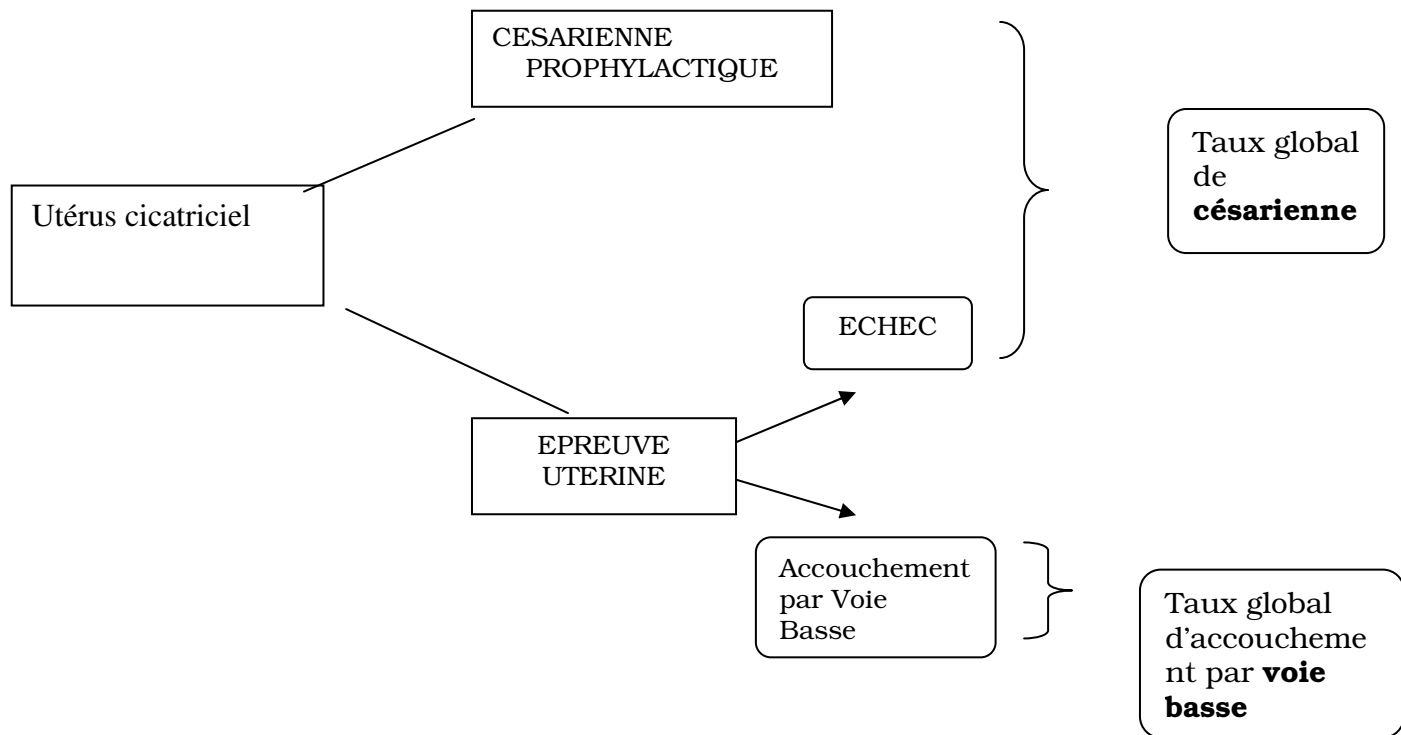 CESARIENNE
PROPHYLACTIQUE
Taux global
de
césarienne
Utérus cicatriciel
ECHEC
EPREUVE
UTERINE
Accouchement
par Voie
Basse
Taux global
d'accoucheme
nt par voie
basse